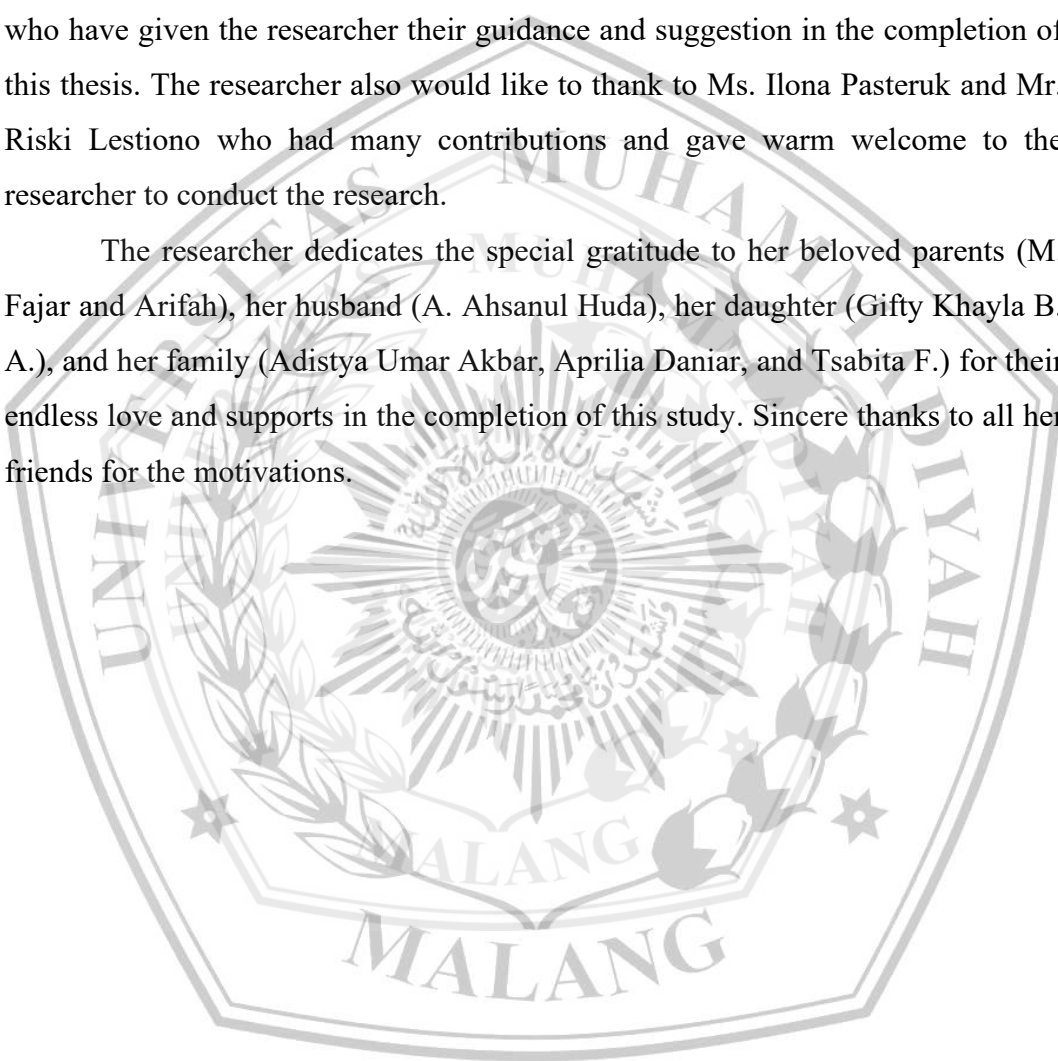 who have given the researcher their guidance and suggestion in the completion of
this thesis. The researcher also would like to thank to Ms. Ilona Pasteruk and Mr.
Riski Lestiono who had many contributions and gave warm welcome to the
researcher to conduct the research.
The researcher dedicates the special gratitude to her beloved parents (M.
Fajar and Arifah), her husband (A. Ahsanul Huda), her daughter (Gifty Khayla B.
A.), and her family (Adistya Umar Akbar, Aprilia Daniar, and Tsabita F.) for their
endless love and supports in the completion of this study. Sincere thanks to all her
friends for the motivations.
UNIVERSITAS MUHAMMADIYAH
MALANG
MALANG